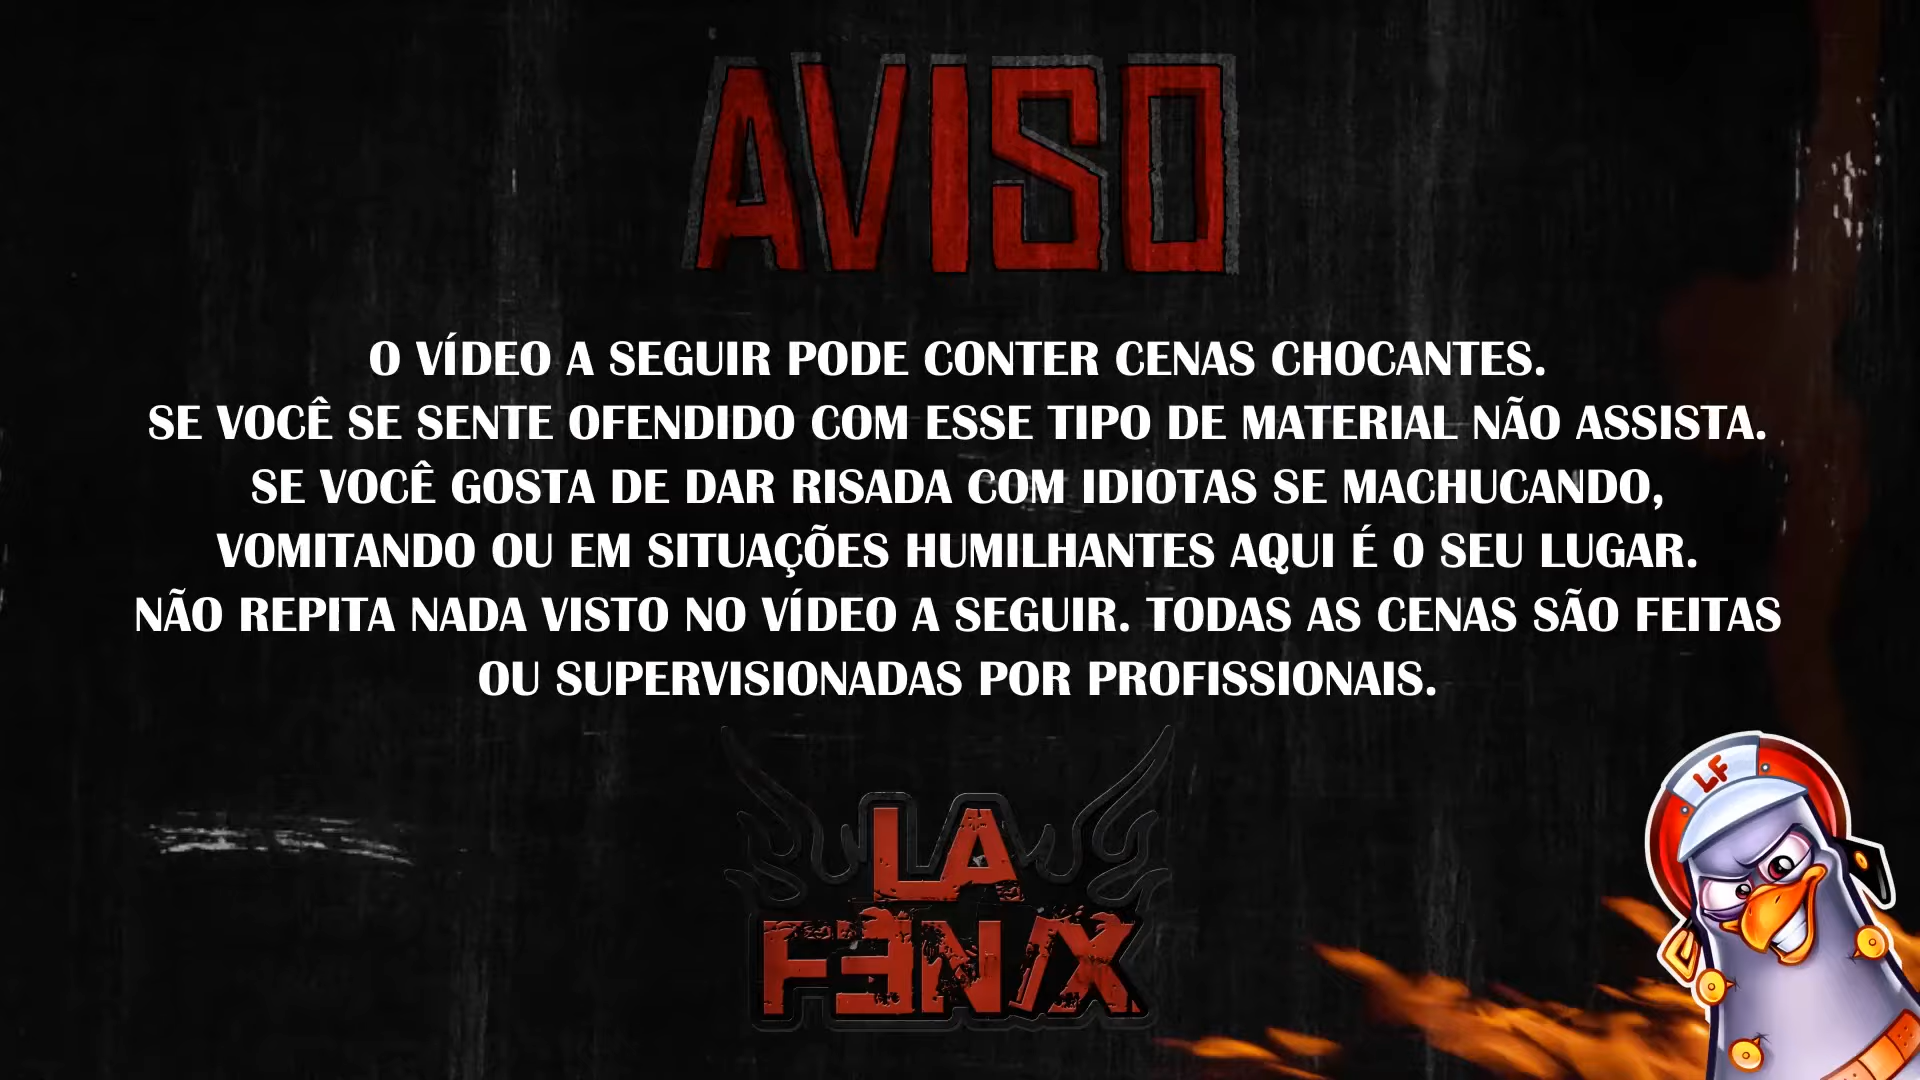 AVISO
O VÍDEO A SEGUIR PODE CONTER CENAS CHOCANTES.
SE VOCÊ SE SENTE OFENDIDO COM ESSE TIPO DE MATERIAL NÃO ASSISTA.
SE VOCÊ GOSTA DE DAR RISADA COM IDIOTAS SE MACHUCANDO,
VOMITANDO OU EM SITUAÇÕES HUMILHANTES AQUI É O SEU LUGAR.
NÃO REPITA NADA VISTO NO VÍDEO A SEGUIR. TODAS AS CENAS SÃO FEITAS
OU SUPERVISIONADAS POR PROFISSIONAIS.
LF
LA
FENIX